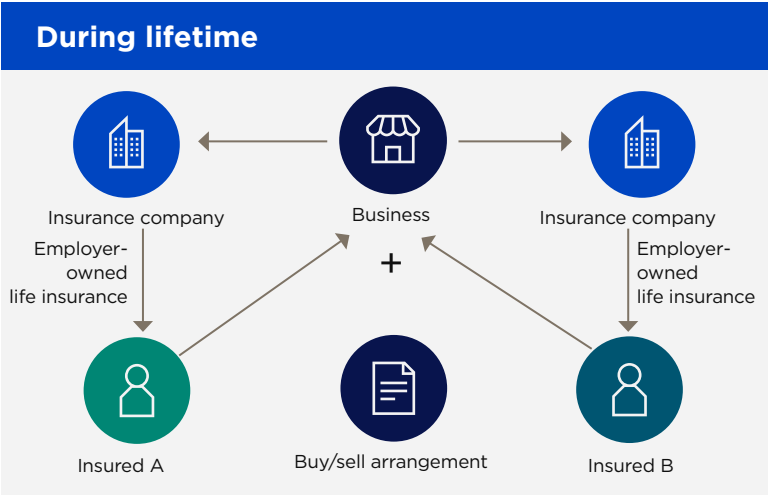 During lifetime
Insurance company
Business
Insurance company
Employer-
owned
life insurance
+
Employer-
owned
life insurance
Insured A
Buy/sell arrangement
Insured B